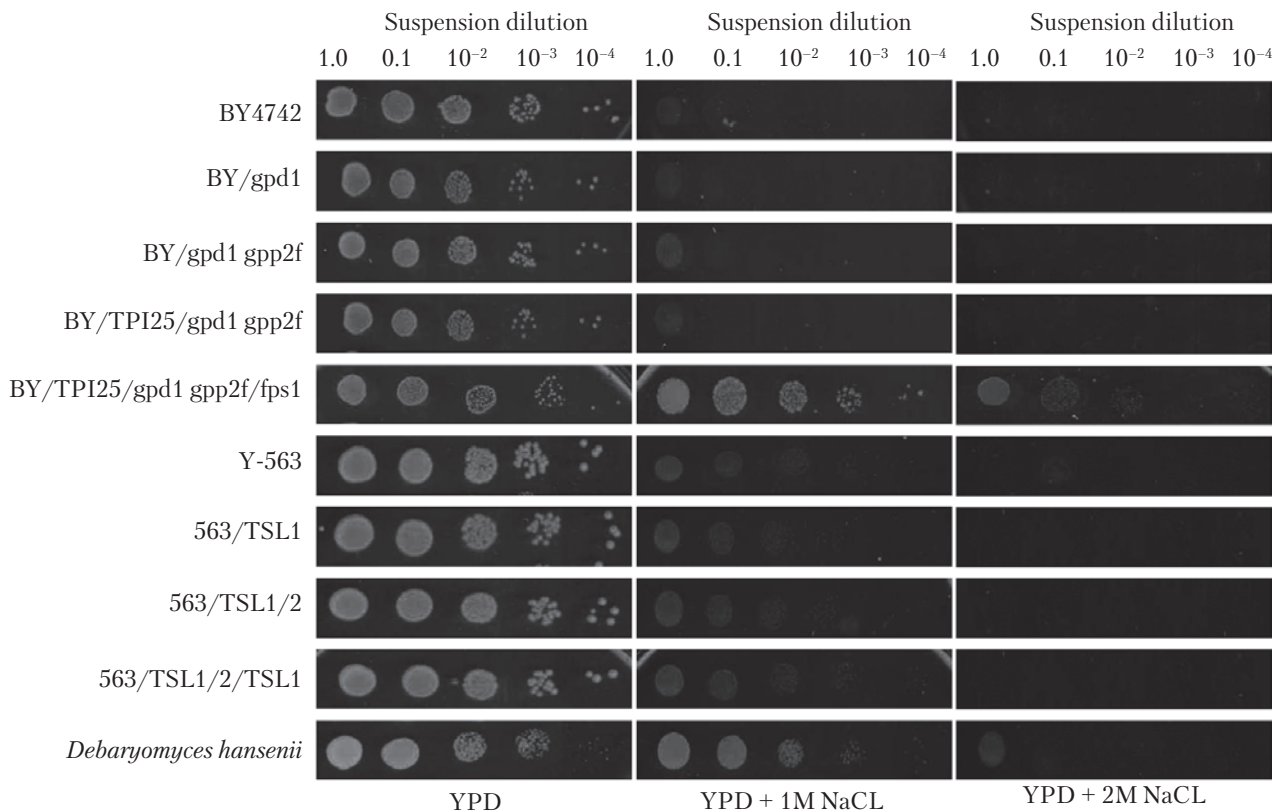 Suspension dilution Suspension dilution Suspension dilution
1.0 0.1 10⁻² 10⁻³ 10⁻⁴ 1.0 0.1 10⁻² 10⁻³ 10⁻⁴ 1.0 0.1 10⁻² 10⁻³ 10⁻⁴
BY4742
BY/gpd1
BY/gpd1 gpp2f
BY/TPI25/gpd1 gpp2f
BY/TPI25/gpd1 gpp2f/fps1
Y-563
563/TSL1
563/TSL1/2
563/TSL1/2/TSL1
Debaryomyces hansenii
YPD YPD + 1M NaCL YPD + 2M NaCL